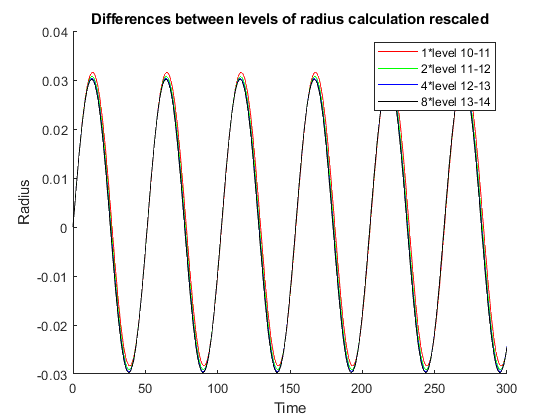 Differences between levels of radius calculation rescaled
0.04
0.03
0.02
0.01
0
-0.01
-0.02
-0.03
Radius
1*level 10-11
2*level 11-12
4*level 12-13
8*level 13-14
0 50 100 150 200 250 300
Time